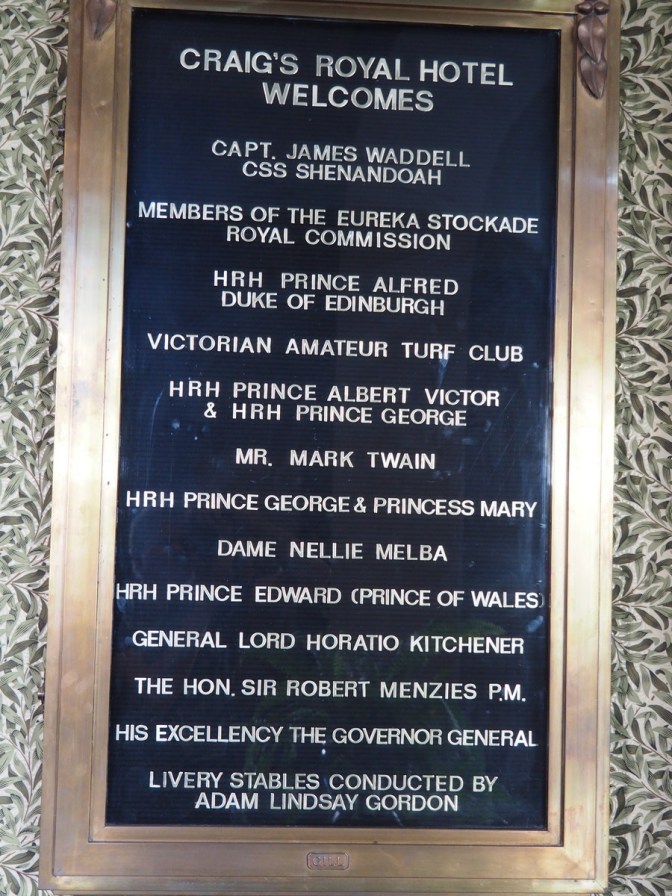 CRAIG'S ROYAL HOTEL
WELCOMES
CAPT. JAMES WADDELL
CSS SHENANDOAH
MEMBERS OF THE EUREKA STOCKADE
ROYAL COMMISSION
HRH PRINCE ALFRED
DUKE OF EDINBURGH
VICTORIAN AMATEUR TURF CLUB
HRH PRINCE ALBERT VICTOR
& HRH PRINCE GEORGE
MR. MARK TWAIN
HRH PRINCE GEORGE & PRINCESS MARY
DAME NELLIE MELBA
HRH PRINCE EDWARD (PRINCE OF WALES)
GENERAL LORD HORATIO KITCHENER
THE HON. SIR ROBERT MENZIES P.M.
HIS EXCELLENCY THE GOVERNOR GENERAL
LIVERY STABLES CONDUCTED BY
ADAM LINDSAY GORDON